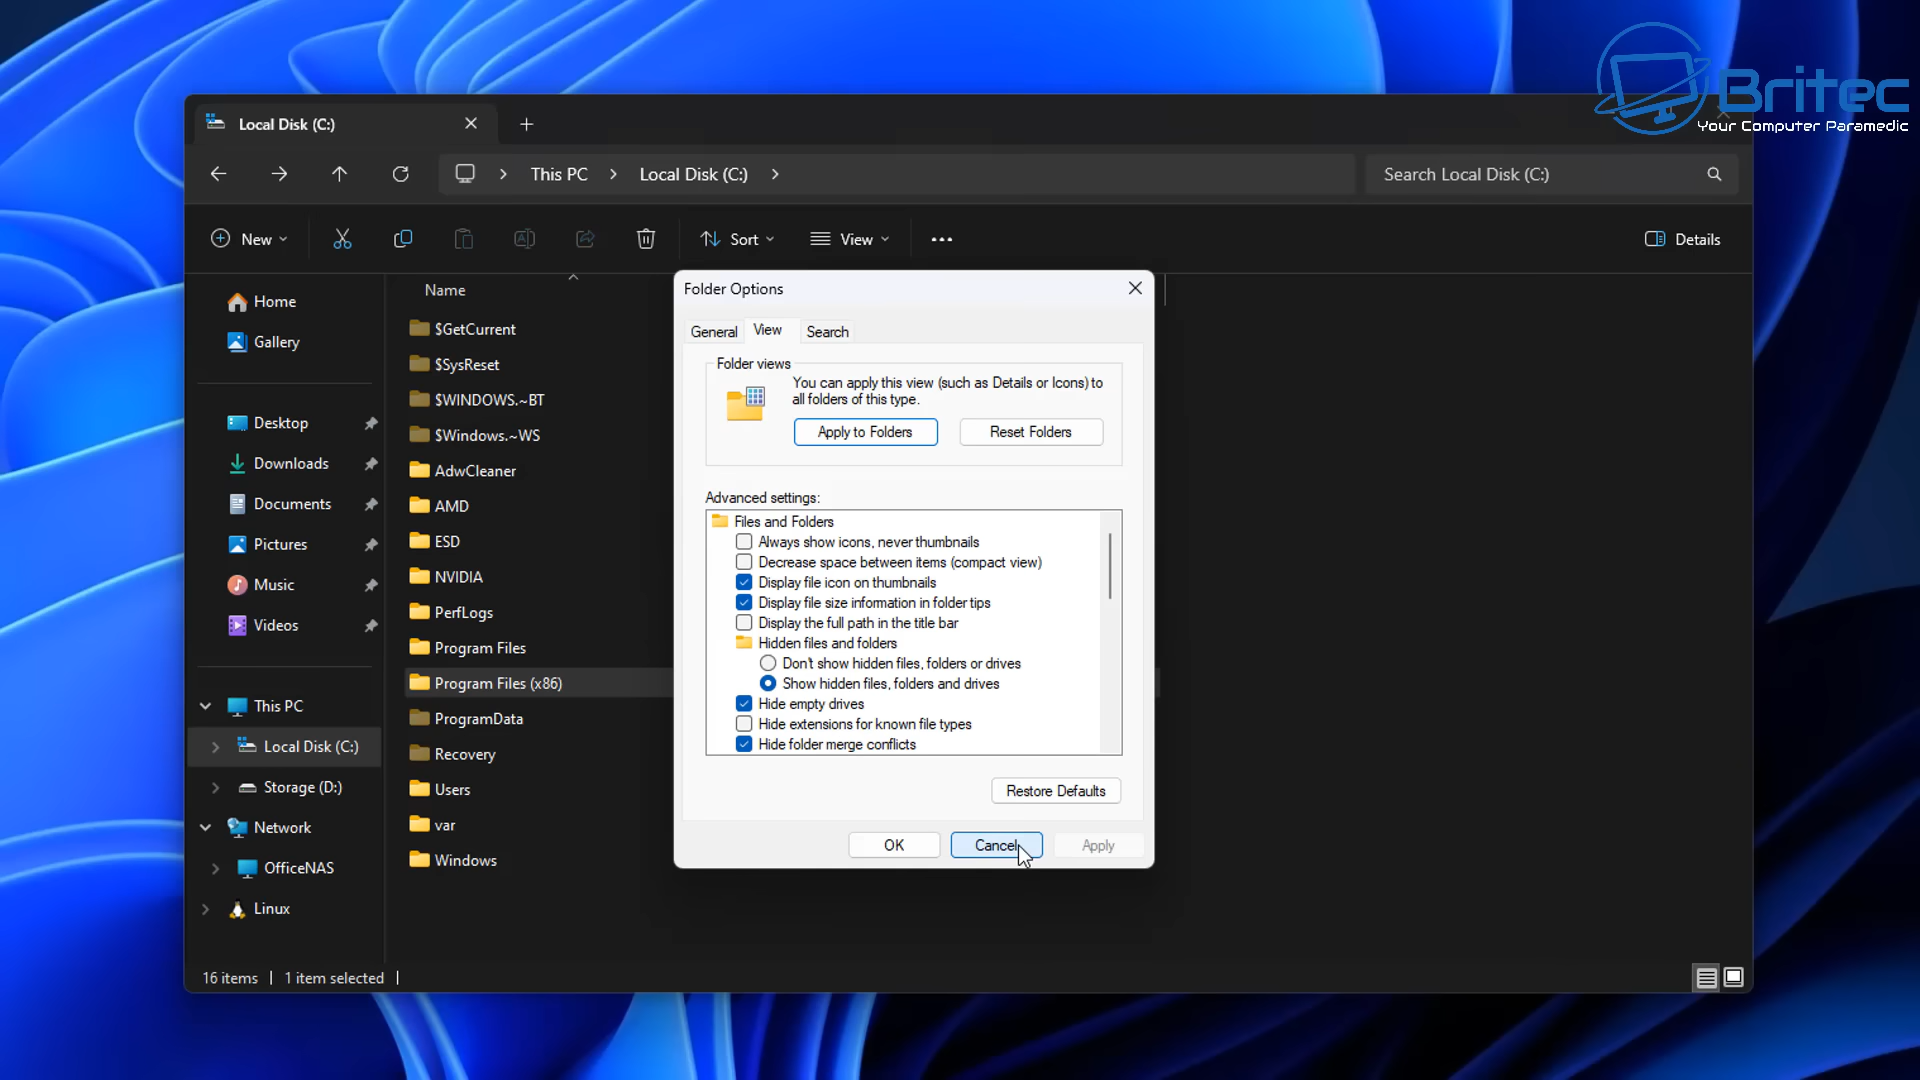 Britec
Your Computer Paramedic
Local Disk (C:)
This PC
Local Disk (C:)
Search Local Disk (C:)
New
Sort
View
Details
Home
Gallery
Desktop
Downloads
Documents
Pictures
Music
Videos
This PC
Local Disk (C:)
Storage (D:)
Network
OfficeNAS
Linux
Name
$GetCurrent
$SysReset
$WINDOWS.~BT
$Windows.~WS
AdwCleaner
AMD
ESD
NVIDIA
PerfLogs
Program Files
Program Files (x86)
ProgramData
Recovery
Users
var
Windows
Folder Options
General View Search
Folder views
You can apply this view (such as Details or Icons) to
all folders of this type.
Apply to Folders Reset Folders
Advanced settings:
Files and Folders
Always show icons, never thumbnails
Decrease space between items (compact view)
Display file icon on thumbnails
Display file size information in folder tips
Display the full path in the title bar
Hidden files and folders
Don't show hidden files, folders or drives
Show hidden files, folders and drives
Hide empty drives
Hide extensions for known file types
Hide folder merge conflicts
Restore Defaults
OK Cancel Apply
16 items 1 item selected